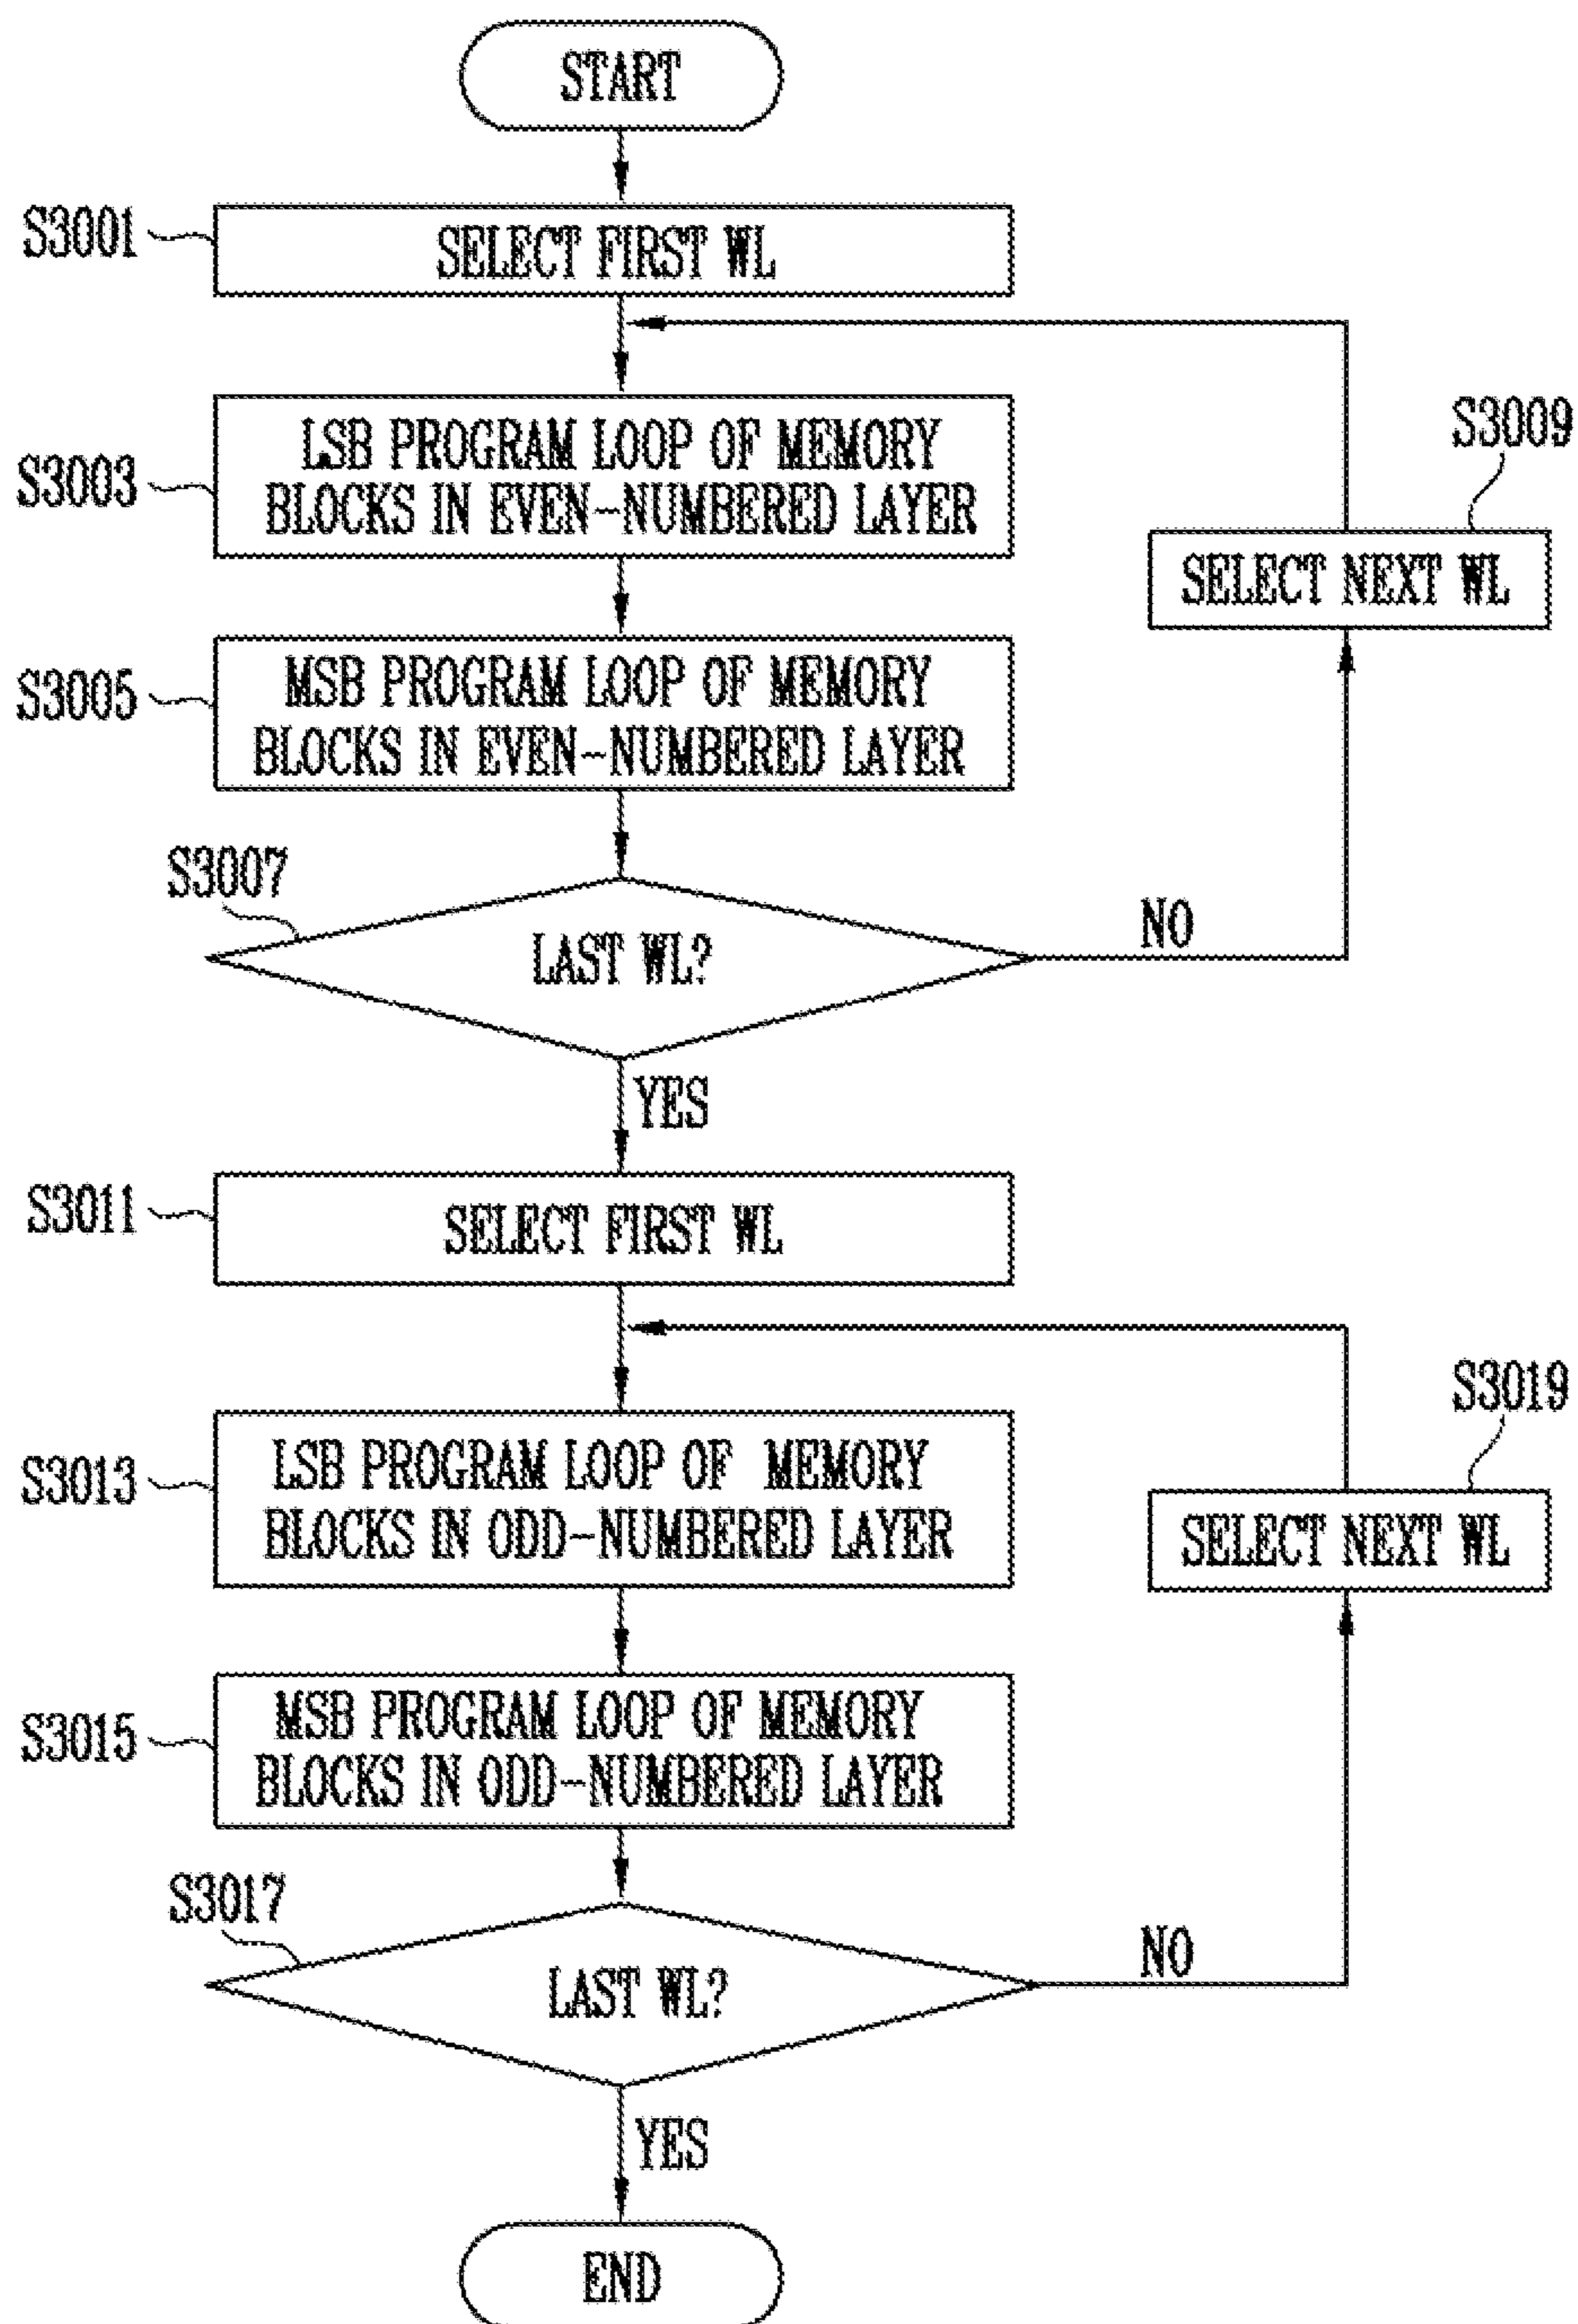 START
S3001
SELECT FIRST WL
S3003
LSB PROGRAM LOOP OF MEMORY
BLOCKS IN EVEN-NUMBERED LAYER
S3009
SELECT NEXT WL
S3005
MSB PROGRAM LOOP OF MEMORY
BLOCKS IN EVEN-NUMBERED LAYER
S3007
LAST WL?
NO
YES
S3011
SELECT FIRST WL
S3013
LSB PROGRAM LOOP OF MEMORY
BLOCKS IN ODD-NUMBERED LAYER
S3019
SELECT NEXT WL
S3015
MSB PROGRAM LOOP OF MEMORY
BLOCKS IN ODD-NUMBERED LAYER
S3017
LAST WL?
NO
YES
END